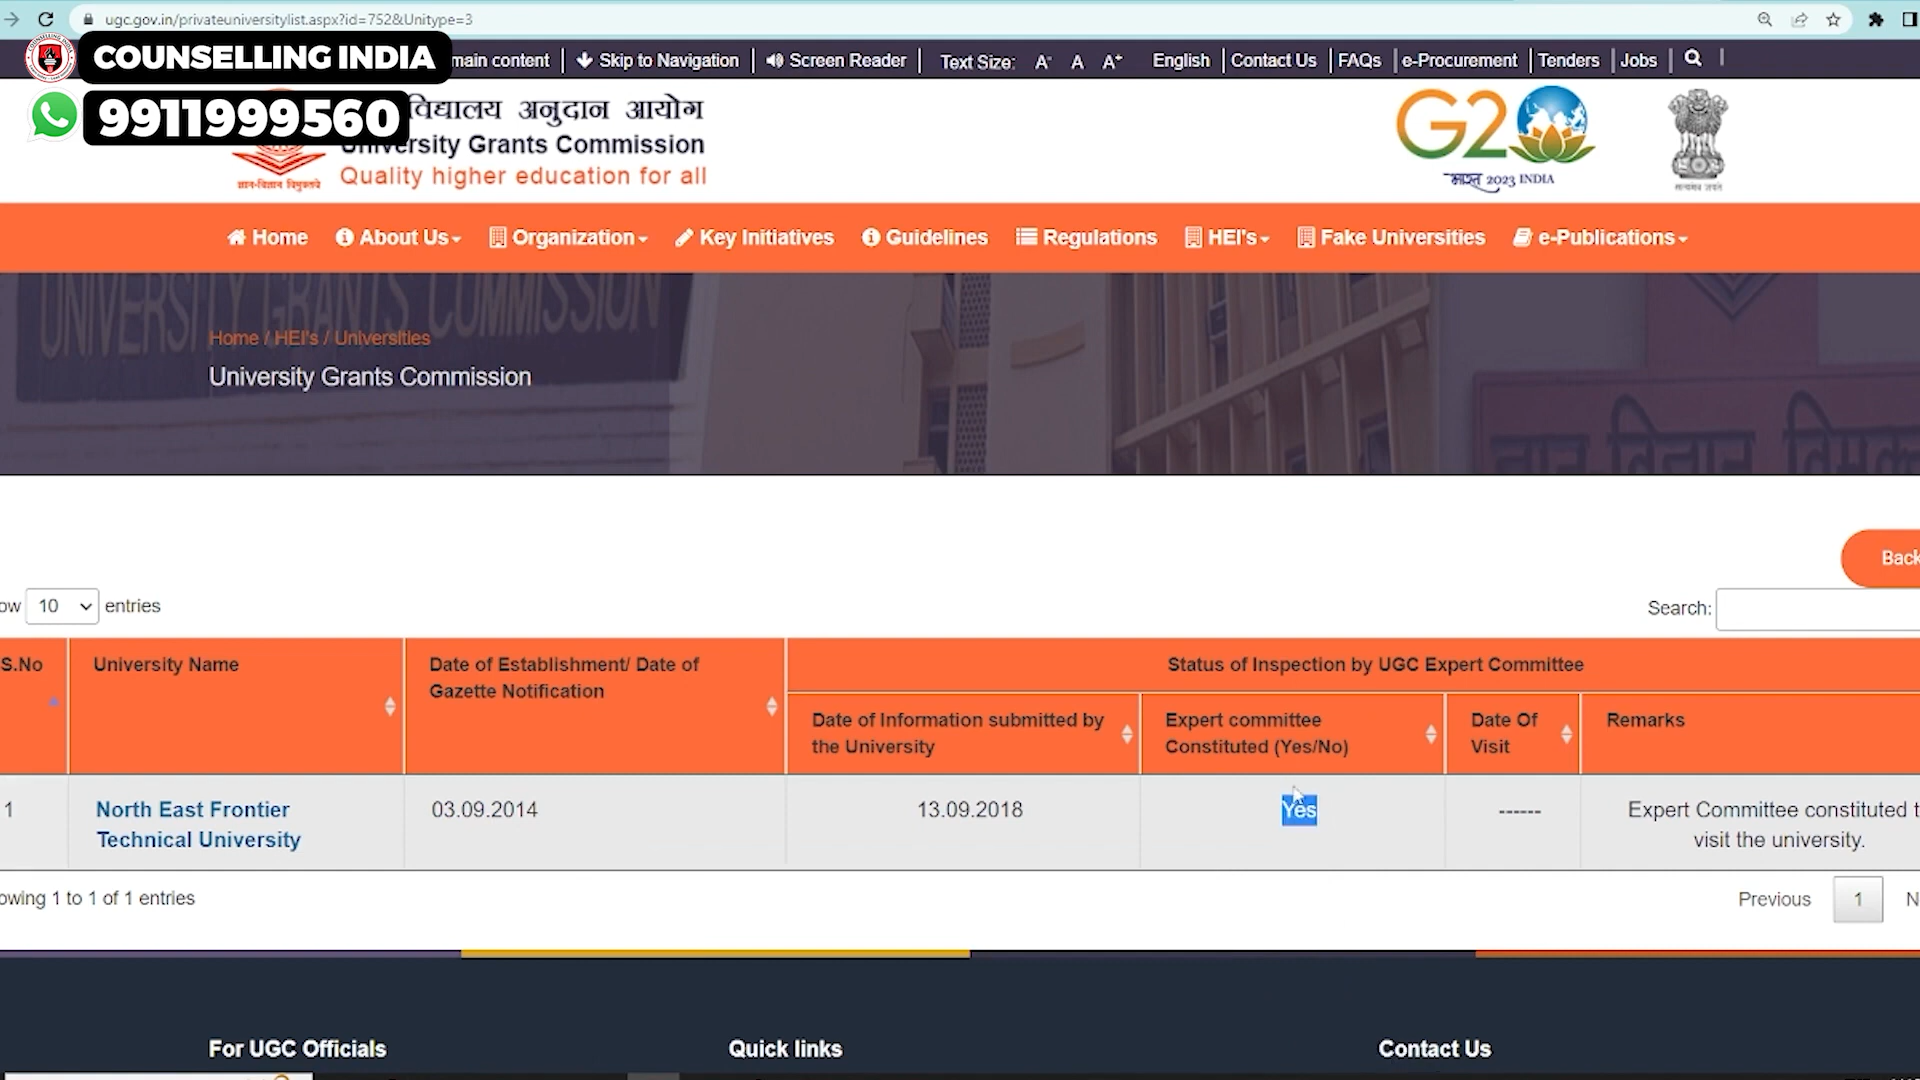 ugc.gov.in/privateuniversitylist.aspx?id=752&Unitype=3
COUNSELLING INDIA
main content
Skip to Navigation
Screen Reader
Text Size: A- A A+
English
Contact Us
FAQs
e-Procurement
Tenders
Jobs
9911999560
अनुदान आयोग
University Grants Commission
Quality higher education for all
ज्ञान-विज्ञान विमुक्तये
G20
भारत 2023 INDIA
सत्यमेव जयते
Home
About Us
Organization
Key Initiatives
Guidelines
Regulations
HEI's
Fake Universities
e-Publications
UNIVERSITY GRANTS COMMISSION
Home / HEI's / Universities
University Grants Commission
Back
10 entries
Search:
S.No
University Name
Date of Establishment/ Date of
Gazette Notification
Status of Inspection by UGC Expert Committee
Date of Information submitted by
the University
Expert committee
Constituted (Yes/No)
Date Of
Visit
Remarks
1
North East Frontier
Technical University
03.09.2014
13.09.2018
Yes
------
Expert Committee constituted t
visit the university.
owing 1 to 1 of 1 entries
Previous
1
For UGC Officials
Quick links
Contact Us